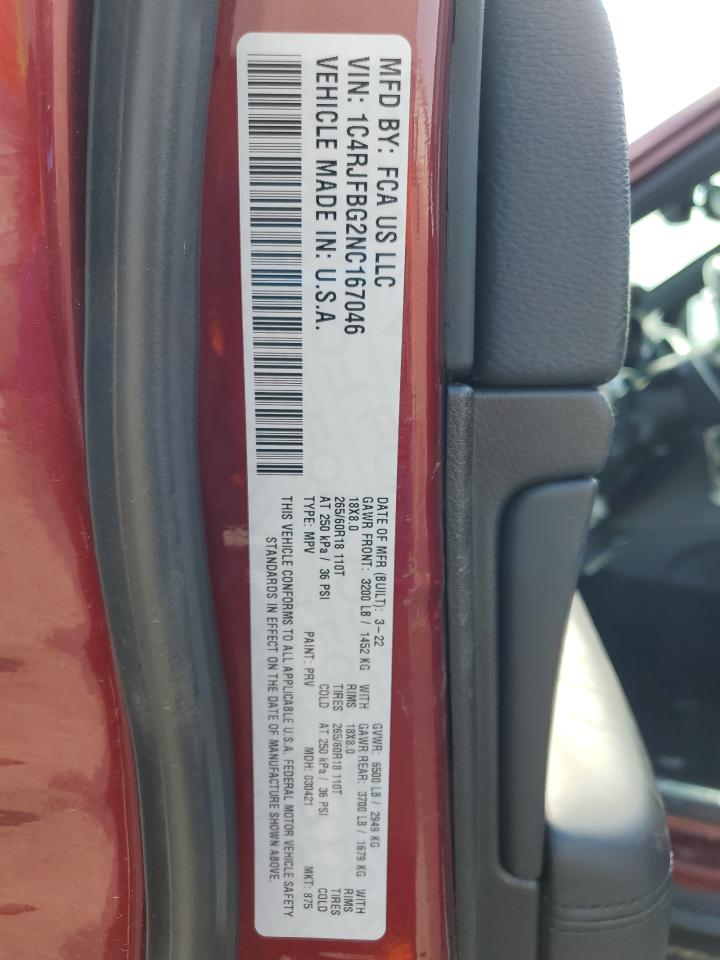 MFD BY: FCA US LLC
VIN: 1C4RJFBG2NC167046
VEHICLE MADE IN: U.S.A.
DATE OF MFR (BUILT): 3-22 GVWR: 6500 LB / 2949 KG
GAWR FRONT: 3200 LB / 1452 KG WITH GAWR REAR: 3700 LB / 1679 KG WITH
18X8.0 RIMS 18X8.0 RIMS
265/60R18 110T TIRES 265/60R18 110T TIRES
AT 250 kPa / 36 PSI COLD AT 250 kPa / 36 PSI COLD
TYPE: MPV PAINT: PRV MDH: 030421 MKT: 875
THIS VEHICLE CONFORMS TO ALL APPLICABLE U.S.A. FEDERAL MOTOR VEHICLE SAFETY
STANDARDS IN EFFECT ON THE DATE OF MANUFACTURE SHOWN ABOVE.